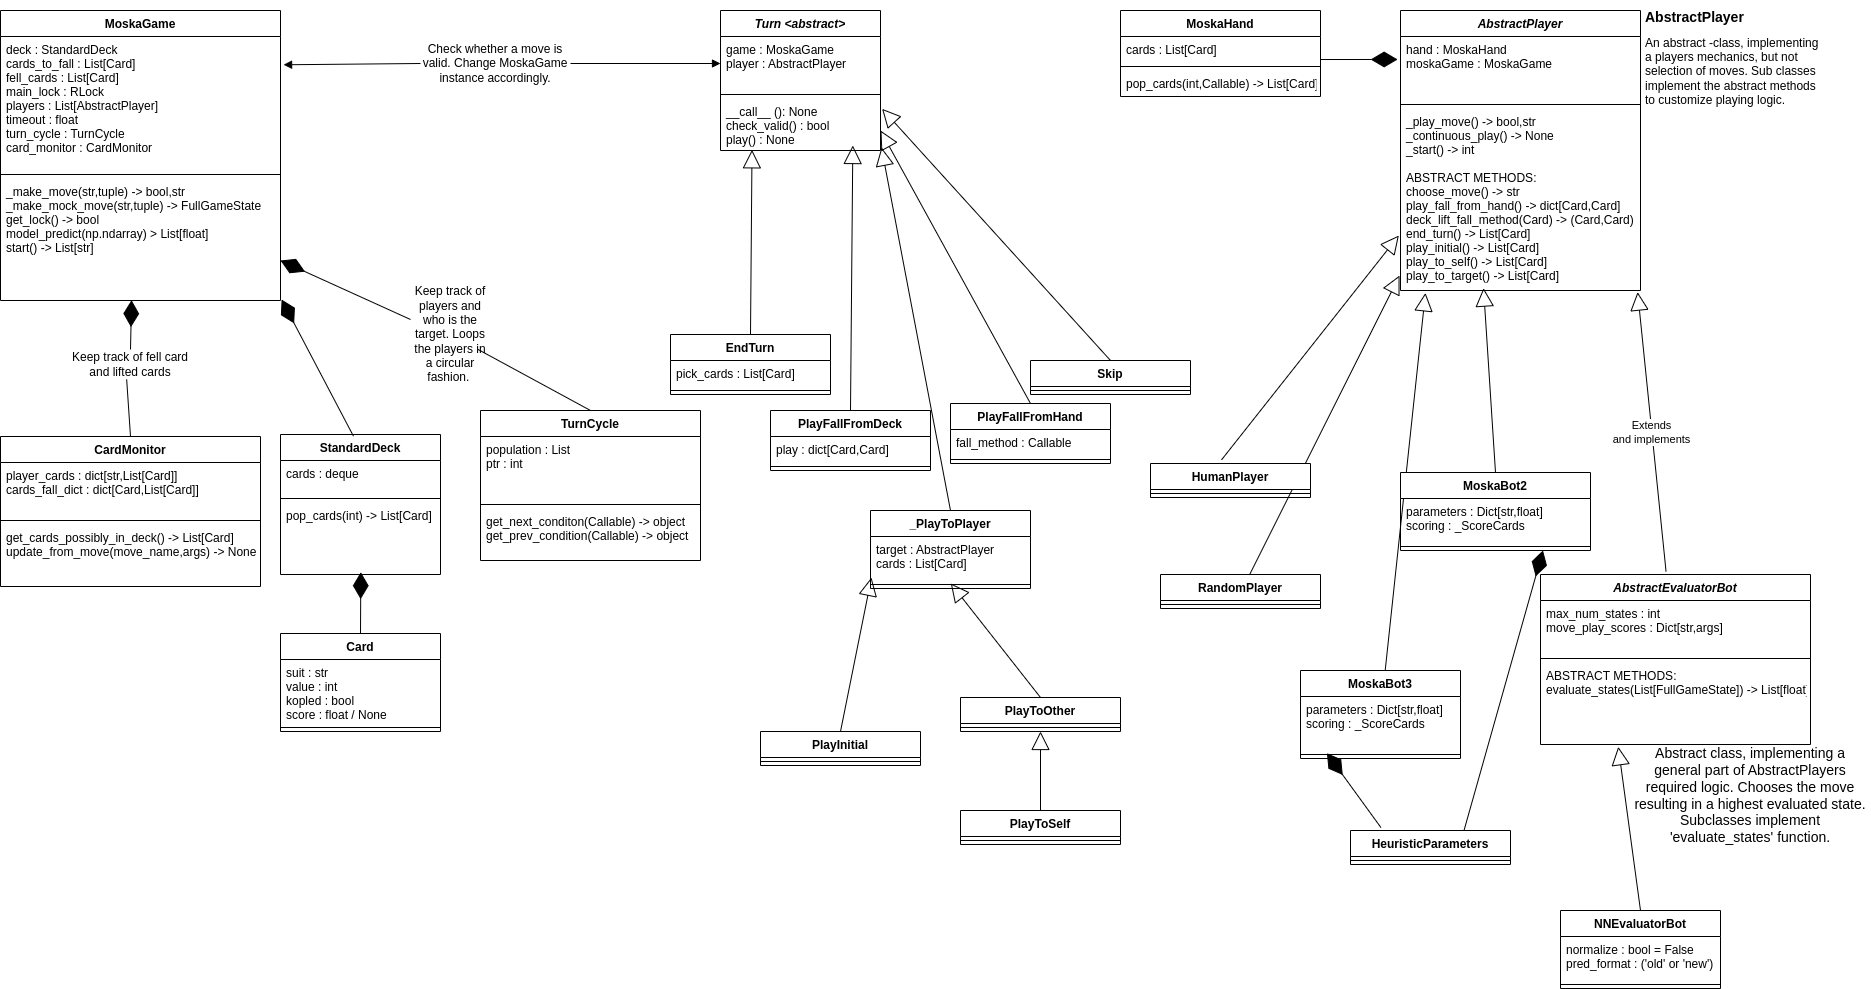 MoskaGame
deck : StandardDeck
cards_to_fall : List[Card]
fell_cards : List[Card]
main_lock : RLock
players : List[AbstractPlayer]
timeout : float
turn_cycle : TurnCycle
card_monitor : CardMonitor
_make_move(str,tuple) -> bool,str
_make_mock_move(str,tuple) -> FullGameState
get_lock() -> bool
model_predict(np.ndarray) > List[float]
start() -> List[str]
Check whether a move is
valid. Change MoskaGame
instance accordingly.
Turn <abstract>
game : MoskaGame
player : AbstractPlayer
__call__ (): None
check_valid() : bool
play() : None
MoskaHand
cards : List[Card]
pop_cards(int,Callable) -> List[Card]
AbstractPlayer
hand : MoskaHand
moskaGame : MoskaGame
_play_move() -> bool,str
_continuous_play() -> None
_start() -> int
ABSTRACT METHODS:
choose_move() -> str
play_fall_from_hand() -> dict[Card,Card]
deck_lift_fall_method(Card) -> (Card,Card)
end_turn() -> List[Card]
play_initial() -> List[Card]
play_to_self() -> List[Card]
play_to_target() -> List[Card]
AbstractPlayer
An abstract -class, implementing
a players mechanics, but not
selection of moves. Sub classes
implement the abstract methods
to customize playing logic.
Keep track of fell card
and lifted cards
Keep track of
players and
who is the
target. Loops
the players in
a circular
fashion.
CardMonitor
player_cards : dict[str,List[Card]]
cards_fall_dict : dict[Card,List[Card]]
get_cards_possibly_in_deck() -> List[Card]
update_from_move(move_name,args) -> None
StandardDeck
cards : deque
pop_cards(int) -> List[Card]
TurnCycle
population : List
ptr : int
get_next_conditon(Callable) -> object
get_prev_condition(Callable) -> object
Card
suit : str
value : int
kopled : bool
score : float / None
EndTurn
pick_cards : List[Card]
PlayFallFromDeck
play : dict[Card,Card]
PlayFallFromHand
fall_method : Callable
Skip
_PlayToPlayer
target : AbstractPlayer
cards : List[Card]
PlayInitial
PlayToOther
PlayToSelf
HumanPlayer
RandomPlayer
MoskaBot2
parameters : Dict[str,float]
scoring : _ScoreCards
MoskaBot3
parameters : Dict[str,float]
scoring : _ScoreCards
HeuristicParameters
Extends
and implements
AbstractEvaluatorBot
max_num_states : int
move_play_scores : Dict[str,args]
ABSTRACT METHODS:
evaluate_states(List[FullGameState]) -> List[float
Abstract class, implementing a
general part of AbstractPlayers
required logic. Chooses the move
resulting in a highest evaluated state.
Subclasses implement
'evaluate_states' function.
NNEvaluatorBot
normalize : bool = False
pred_format : ('old' or 'new')